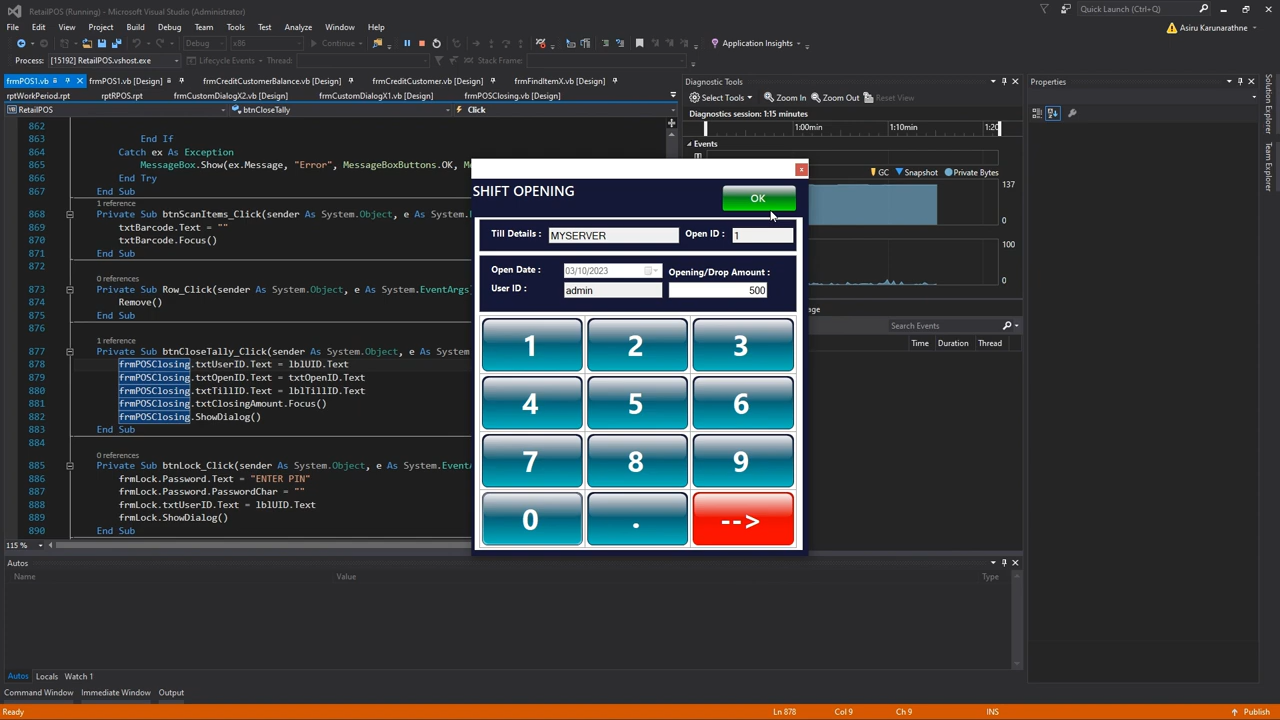 RetailPOS (Running) - Microsoft Visual Studio (Administrator)
Quick Launch (Ctrl+Q)
File Edit View Project Build Debug Team Tools Test Analyze Window Help
Asiru Karunarathne
Debug x86 Continue Application Insights
Process: [15192] RetailPOS.vshost.exe Lifecycle Events Thread: Stack Frame:
frmPOS1.vb frmPOS1.vb [Design] frmCreditCustomerBalance.vb [Design] frmCreditCustomer.vb [Design] frmFindItemX.vb [Design]
rptWorkPeriod.rpt rptRPOS.rpt frmCustomDialogX2.vb [Design] frmCustomDialogX1.vb [Design] frmPOSClosing.vb [Design]
RetailPOS btnCloseTally Click
862
863 End If
864 Catch ex As Exception
865 MessageBox.Show(ex.Message, "Error", MessageBoxButtons.OK,
866 End Try
867 End Sub
1 reference
868 Private Sub btnScanItems_Click(sender As System.Object, e As System.
869 txtBarcode.Text = ""
870 txtBarcode.Focus()
871 End Sub
872
0 references
873 Private Sub Row_Click(sender As System.Object, e As System.EventArgs)
874 Remove()
875 End Sub
876
1 reference
877 Private Sub btnCloseTally_Click(sender As System.Object, e As System.
878 frmPOSClosing.txtUserID.Text = lblUID.Text
879 frmPOSClosing.txtOpenID.Text = txtOpenID.Text
880 frmPOSClosing.txtTillID.Text = lblTillID.Text
881 frmPOSClosing.txtClosingAmount.Focus()
882 frmPOSClosing.ShowDialog()
883 End Sub
884
0 references
885 Private Sub btnLock_Click(sender As System.Object, e As System.EventA
886 frmLock.Password.Text = "ENTER PIN"
887 frmLock.Password.PasswordChar = ""
888 frmLock.txtUserID.Text = lblUID.Text
889 frmLock.ShowDialog()
890 End Sub
115 %
SHIFT OPENING
OK
Till Details : MYSERVER Open ID : 1
Open Date : 03/10/2023 Opening/Drop Amount :
User ID : admin 500
1 2 3
4 5 6
7 8 9
0 . -->
Diagnostic Tools
Select Tools Zoom In Zoom Out Reset View
Diagnostics session: 1:15 minutes
1:00min 1:10min 1:20
Events
GC Snapshot Private Bytes
137
0
100
0
Search Events
Time Duration Thread
Properties
Solution Explorer
Team Explorer
Autos
Name Value Type
Autos Locals Watch 1
Command Window Immediate Window Output
Ready Ln 878 Col 9 Ch 9 INS Publish